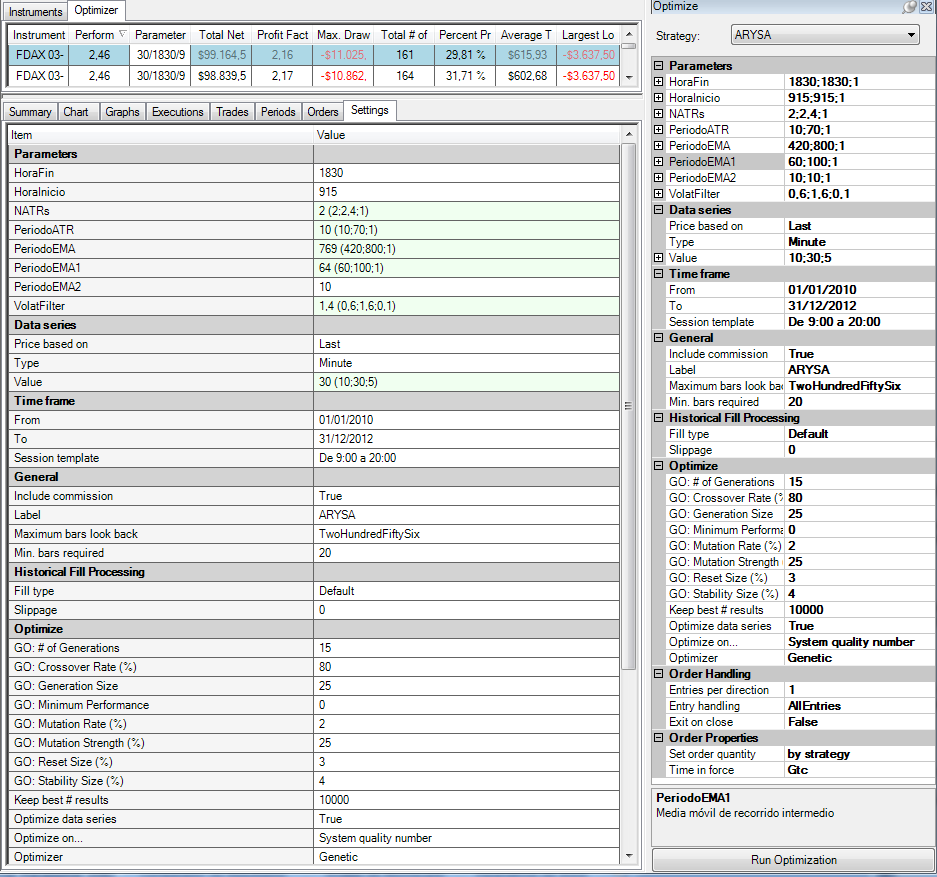 Instruments Optimizer
Instrument Perform Parameter Total Net Profit Fact Max. Draw Total # of Percent Pr Average T Largest Lo
FDAX 03- 2,46 30/1830/9 $99.164,5 2,16 -$11.025, 161 29,81 % $615,93 -$3.637,50
FDAX 03- 2,46 30/1830/9 $98.839,5 2,17 -$10.862, 164 31,71 % $602,68 -$3.637,50
Summary Chart Graphs Executions Trades Periods Orders Settings
Item Value
Parameters
HoraFin 1830
HoraInicio 915
NATRs 2 (2;2,4;1)
PeriodoATR 10 (10;70;1)
PeriodoEMA 769 (420;800;1)
PeriodoEMA1 64 (60;100;1)
PeriodoEMA2 10
VolatFilter 1,4 (0,6;1,6;0,1)
Data series
Price based on Last
Type Minute
Value 30 (10;30;5)
Time frame
From 01/01/2010
To 31/12/2012
Session template De 9:00 a 20:00
General
Include commission True
Label ARYSA
Maximum bars look back TwoHundredFiftySix
Min. bars required 20
Historical Fill Processing
Fill type Default
Slippage 0
Optimize
GO: # of Generations 15
GO: Crossover Rate (%) 80
GO: Generation Size 25
GO: Minimum Performance 0
GO: Mutation Rate (%) 2
GO: Mutation Strength (%) 25
GO: Reset Size (%) 3
GO: Stability Size (%) 4
Keep best # results 10000
Optimize data series True
Optimize on... System quality number
Optimizer Genetic
Optimize
Strategy: ARYSA
Parameters
HoraFin 1830;1830;1
HoraInicio 915;915;1
NATRs 2;2,4;1
PeriodoATR 10;70;1
PeriodoEMA 420;800;1
PeriodoEMA1 60;100;1
PeriodoEMA2 10;10;1
VolatFilter 0,6;1,6;0,1
Data series
Price based on Last
Type Minute
Value 10;30;5
Time frame
From 01/01/2010
To 31/12/2012
Session template De 9:00 a 20:00
General
Include commission True
Label ARYSA
Maximum bars look bac TwoHundredFiftySix
Min. bars required 20
Historical Fill Processing
Fill type Default
Slippage 0
Optimize
GO: # of Generations 15
GO: Crossover Rate (% 80
GO: Generation Size 25
GO: Minimum Performa 0
GO: Mutation Rate (%) 2
GO: Mutation Strength 25
GO: Reset Size (%) 3
GO: Stability Size (%) 4
Keep best # results 10000
Optimize data series True
Optimize on... System quality number
Optimizer Genetic
Order Handling
Entries per direction 1
Entry handling AllEntries
Exit on close False
Order Properties
Set order quantity by strategy
Time in force Gtc
PeriodoEMA1
Media móvil de recorrido intermedio
Run Optimization